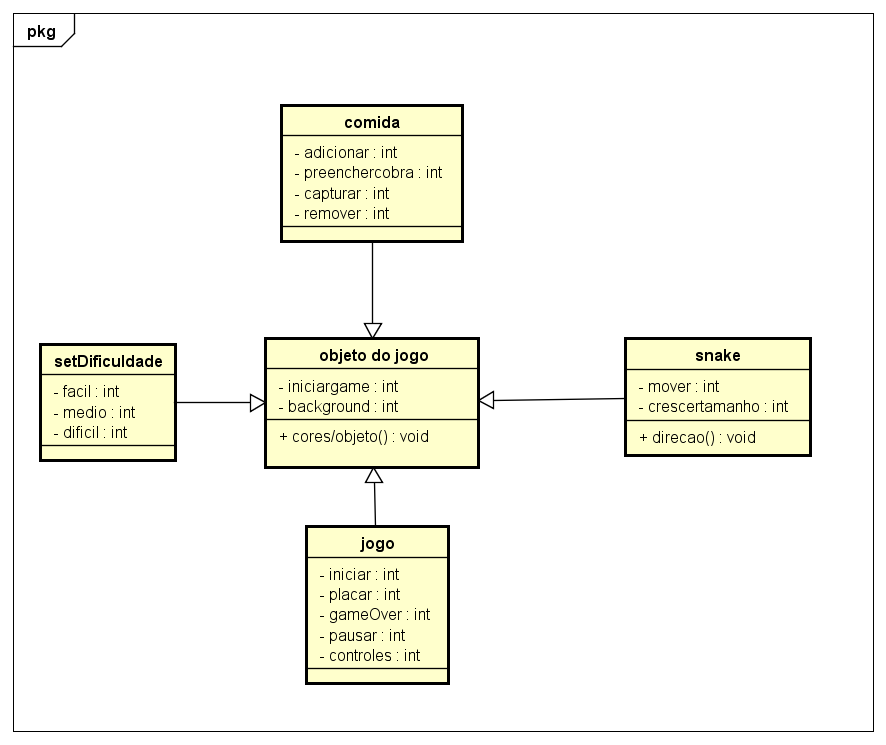 pkg
comida
- adicionar : int
- preenchercobra : int
- capturar : int
- remover : int
setDificuldade
- facil : int
- medio : int
- dificil : int
objeto do jogo
- iniciargame : int
- background : int
+ cores/objeto() : void
snake
- mover : int
- crescertamanho : int
+ direcao() : void
jogo
- iniciar : int
- placar : int
- gameOver : int
- pausar : int
- controles : int